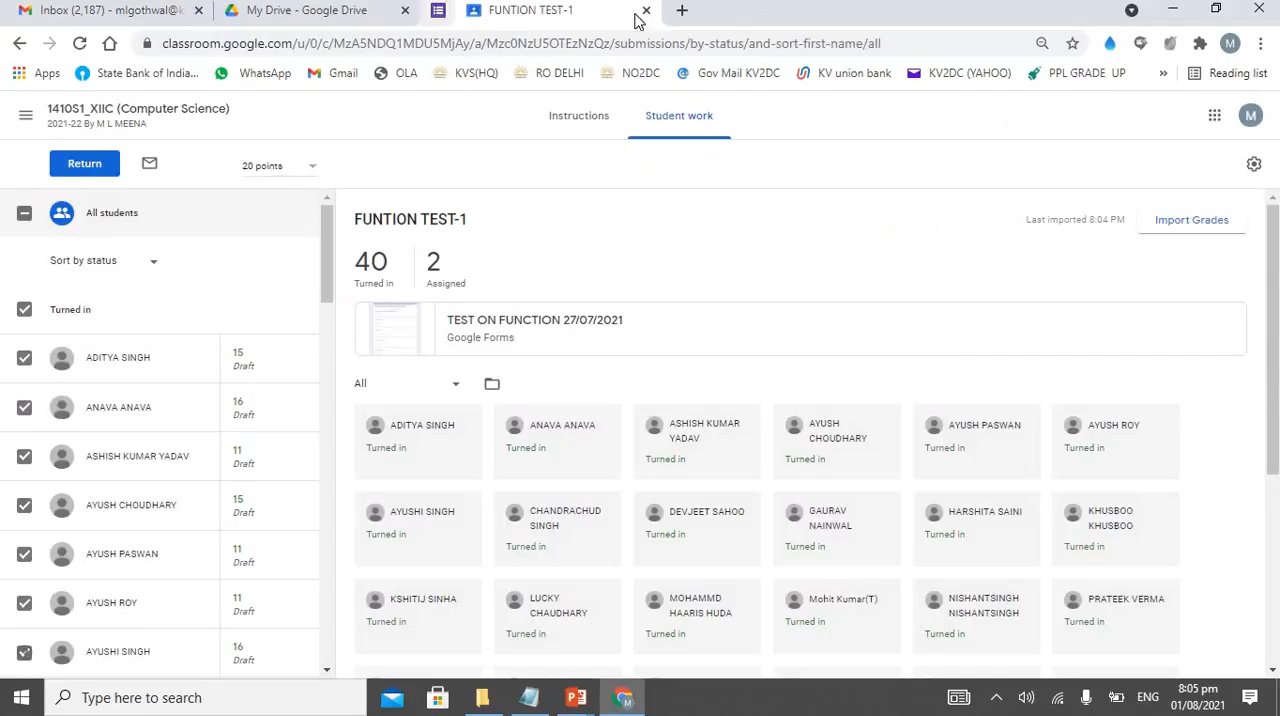 Inbox (2,187) - mlgothwal@k
My Drive - Google Drive
FUNTION TEST-1
classroom.google.com/u/0/c/MzA5NDQ1MDU5MjAy/a/Mzc0NzU5OTEzNzQz/submissions/by-status/and-sort-first-name/all
Apps
State Bank of India...
WhatsApp
Gmail
OLA
KVS(HQ)
RO DELHI
NO2DC
Gov Mail KV2DC
KV union bank
KV2DC (YAHOO)
PPL GRADE UP
»
Reading list
1410S1_XIIC (Computer Science)
2021-22 By M L MEENA
Instructions
Student work
M
Return
20 points
All students
Sort by status
Turned in
ADITYA SINGH
15
Draft
ANAVA ANAVA
16
Draft
ASHISH KUMAR YADAV
11
Draft
AYUSH CHOUDHARY
15
Draft
AYUSH PASWAN
11
Draft
AYUSH ROY
11
Draft
AYUSHI SINGH
16
Draft
FUNTION TEST-1
Last imported 8:04 PM
Import Grades
40
Turned in
2
Assigned
TEST ON FUNCTION 27/07/2021
Google Forms
All
ADITYA SINGH
Turned in
ANAVA ANAVA
Turned in
ASHISH KUMAR
YADAV
Turned in
AYUSH
CHOUDHARY
Turned in
AYUSH PASWAN
Turned in
AYUSH ROY
Turned in
AYUSHI SINGH
Turned in
CHANDRACHUD
SINGH
Turned in
DEVJEET SAHOO
Turned in
GAURAV
NAINWAL
Turned in
HARSHITA SAINI
Turned in
KHUSBOO
KHUSBOO
Turned in
KSHITIJ SINHA
Turned in
LUCKY
CHAUDHARY
Turned in
MOHAMMD
HAARIS HUDA
Turned in
Mohit Kumar(T)
Turned in
NISHANTSINGH
NISHANTSINGH
Turned in
PRATEEK VERMA
Turned in
Type here to search
ENG
8:05 pm
01/08/2021